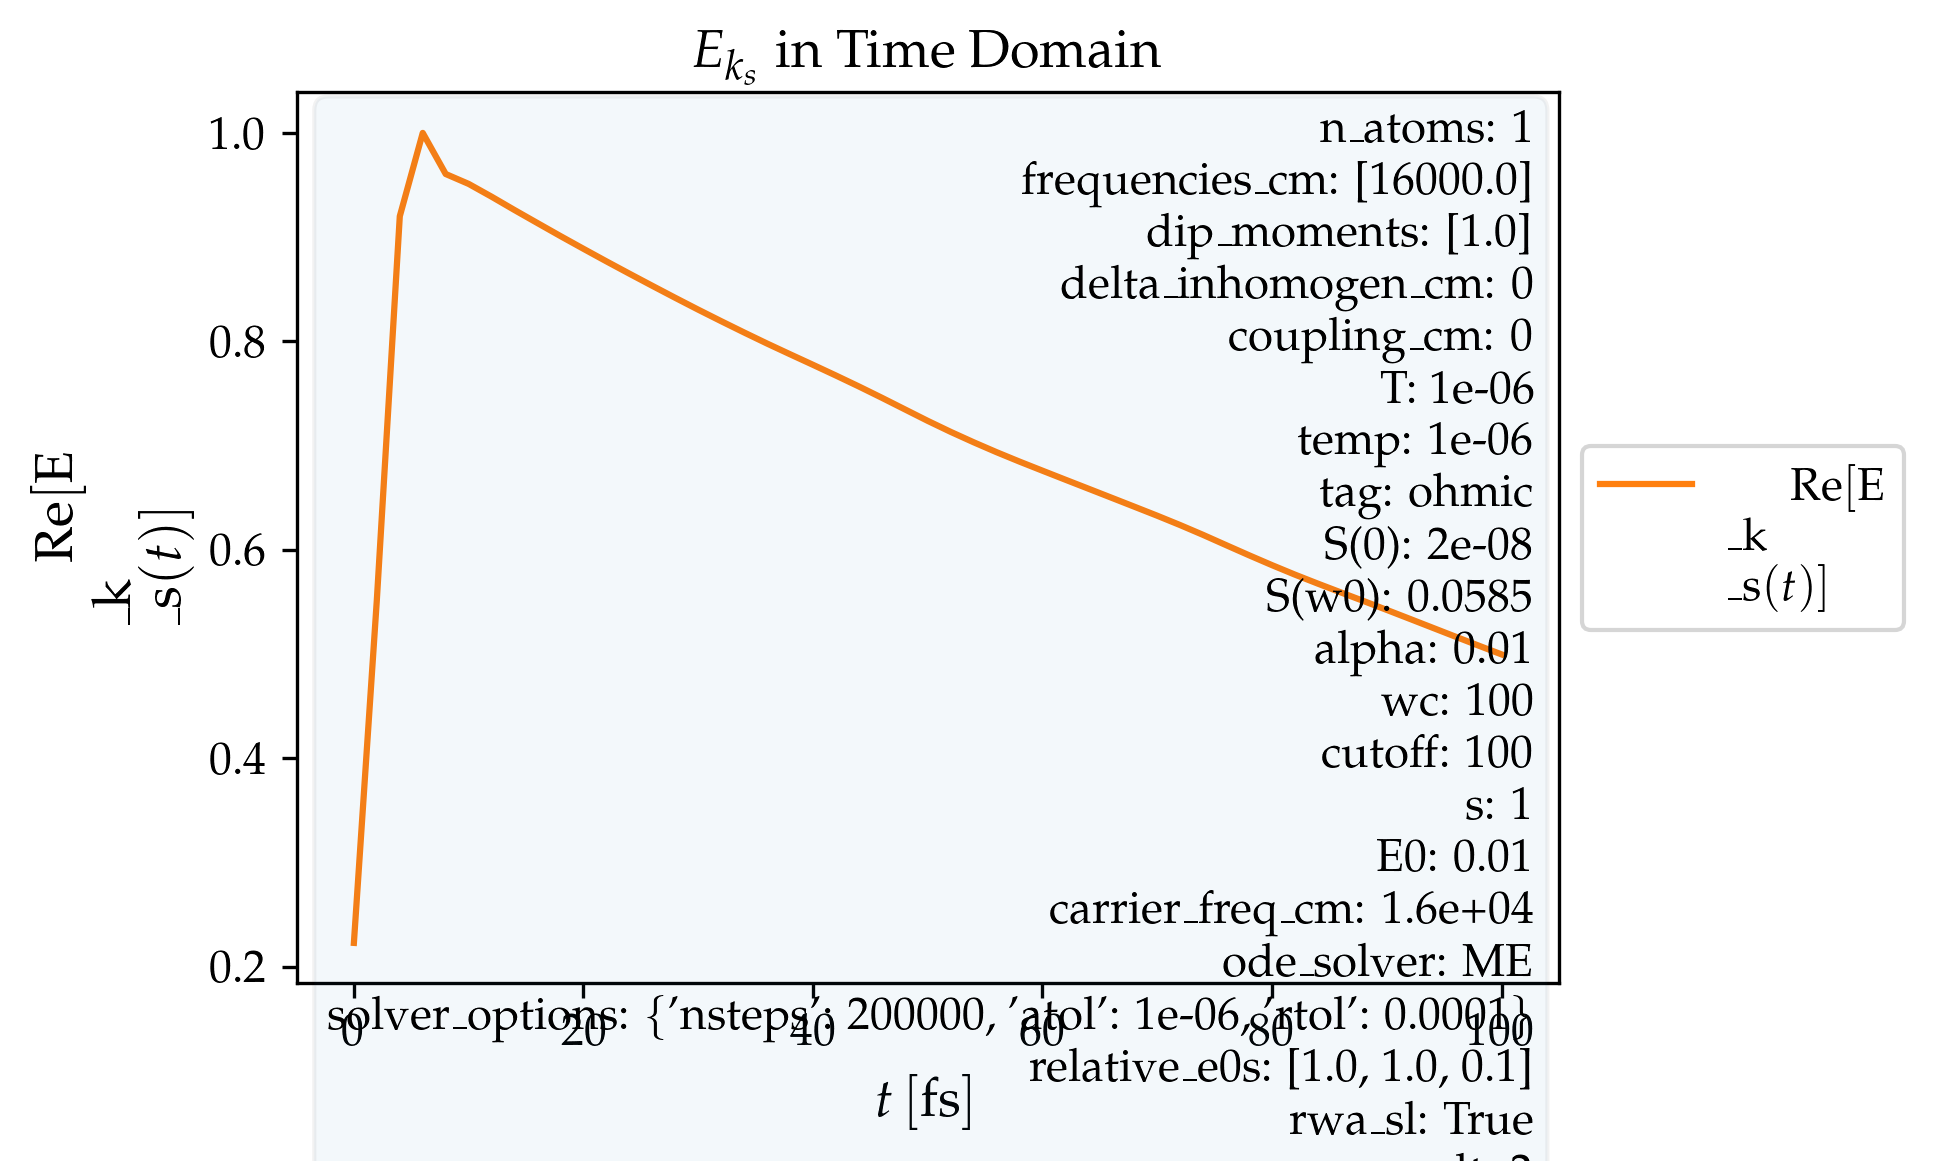 E_{k_s} in Time Domain
1.0
0.8
0.6
0.4
0.2
Re[E
_k
_s(t)]
n_atoms: 1
frequencies_cm: [16000.0]
dip_moments: [1.0]
delta_inhomogen_cm: 0
coupling_cm: 0
T: 1e-06
temp: 1e-06
tag: ohmic
S(0): 2e-08
S(w0): 0.0585
alpha: 0.01
wc: 100
cutoff: 100
s: 1
E0: 0.01
carrier_freq_cm: 1.6e+04
ode_solver: ME
solver_options: {'nsteps': 200000, 'atol': 1e-06, 'rtol': 0.0001}
relative_e0s: [1.0, 1.0, 0.1]
rwa_sl: True
0 20 40 60 80 100
t [fs]
Re[E
_k
_s(t)]